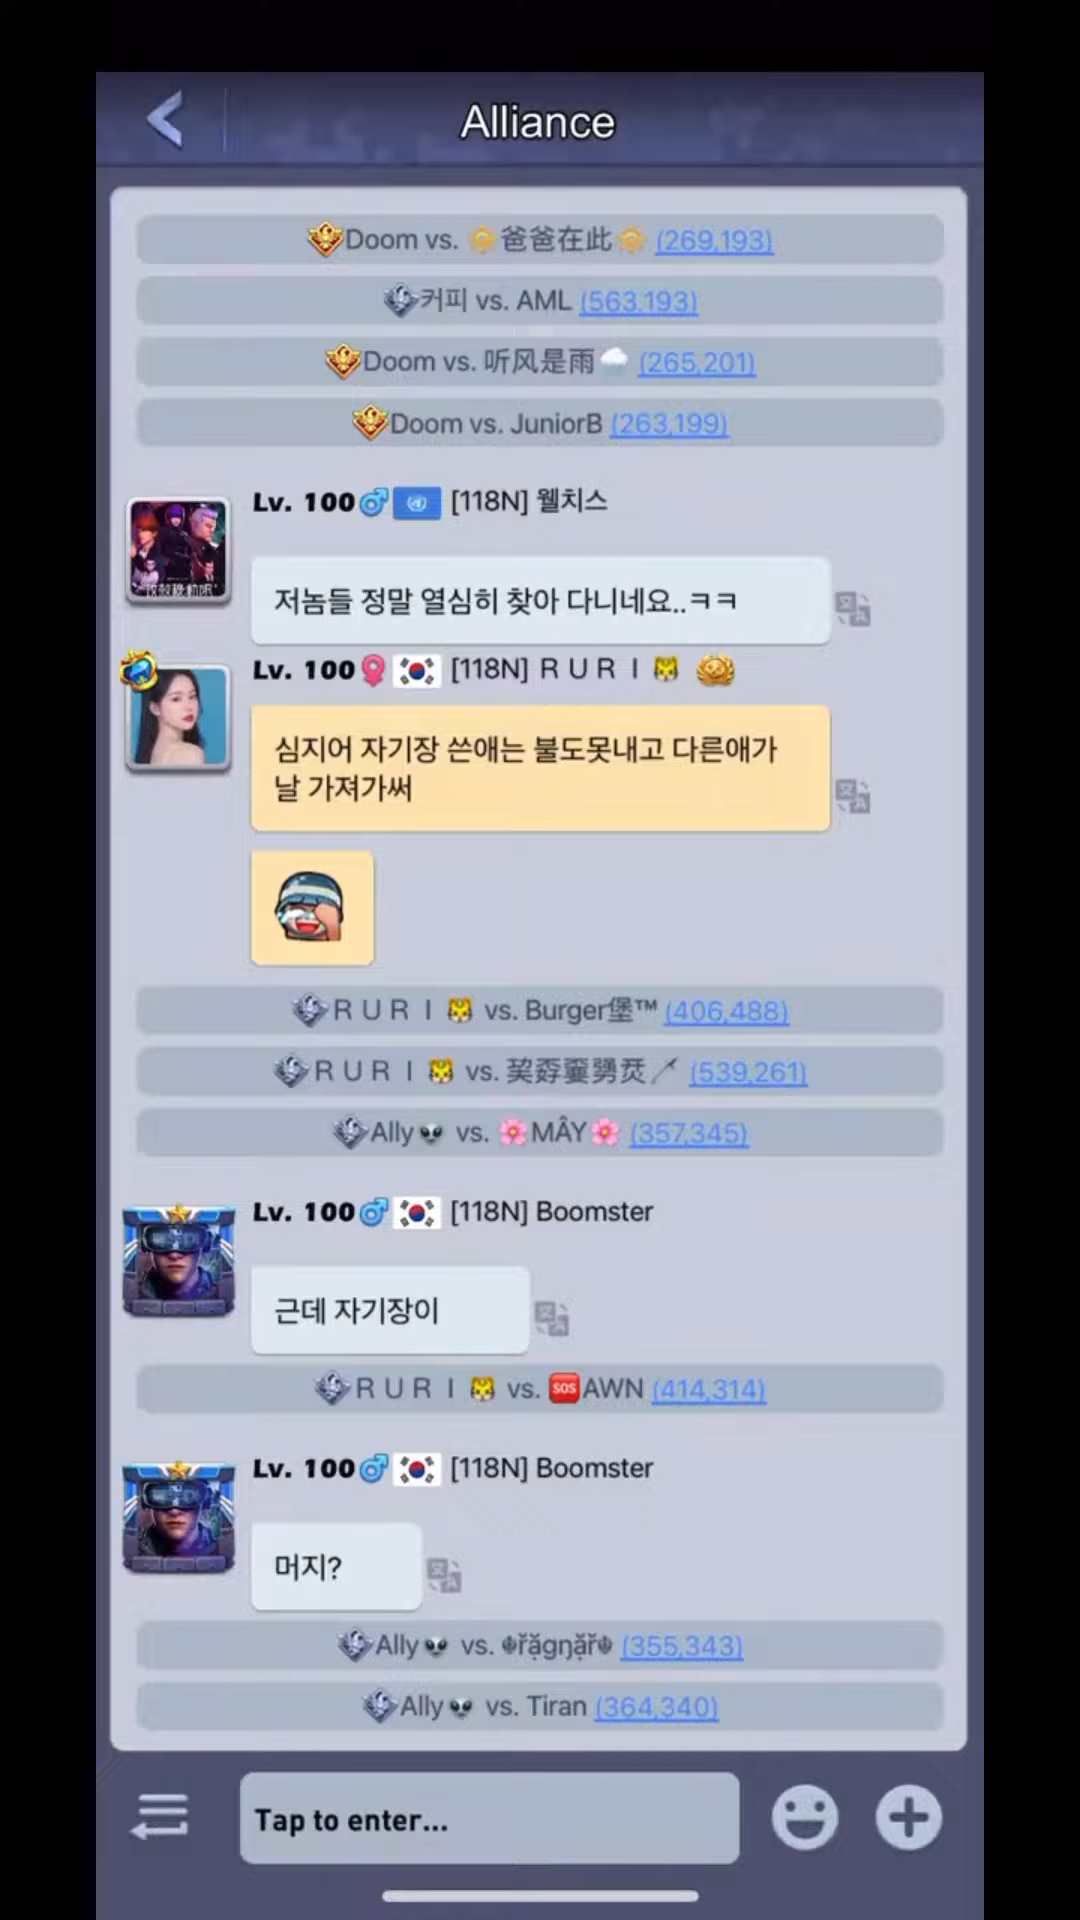 Alliance
Doom vs. 🔅爸爸在此🔅 (269,193)
커피 vs. AML (563,193)
Doom vs. 听风是雨🌧 (265,201)
Doom vs. JuniorB (263,199)
Lv. 100 [118N] 웰치스
저놈들 정말 열심히 찾아 다니네요..ㅋㅋ
Lv. 100 [118N] R U R I 🐯
심지어 자기장 쓴애는 불도못내고 다른애가
날 가져가써
R U R I 🐯 vs. Burger堡™ (406,488)
R U R I 🐯 vs. (539,261)
Ally👽 vs. 🌸MÂY🌸 (357,345)
Lv. 100 [118N] Boomster
근데 자기장이
R U R I 🐯 vs. 🆘AWN (414,314)
Lv. 100 [118N] Boomster
머지?
Ally👽 vs. (355,343)
Ally👽 vs. Tiran (364,340)
Tap to enter...